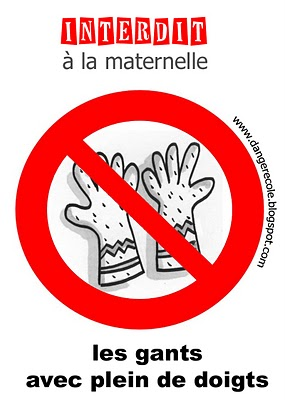 INTERDIT
à la maternelle
www.dangerecole.blogspot.com
les gants
avec plein de doigts